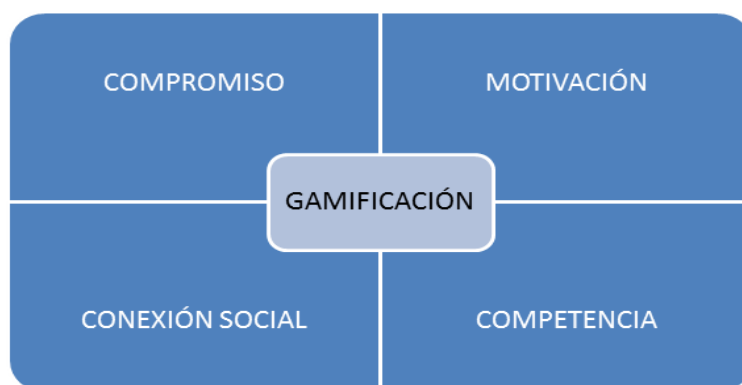 COMPROMISO
MOTIVACIÓN
GAMIFICACIÓN
CONEXIÓN SOCIAL
COMPETENCIA